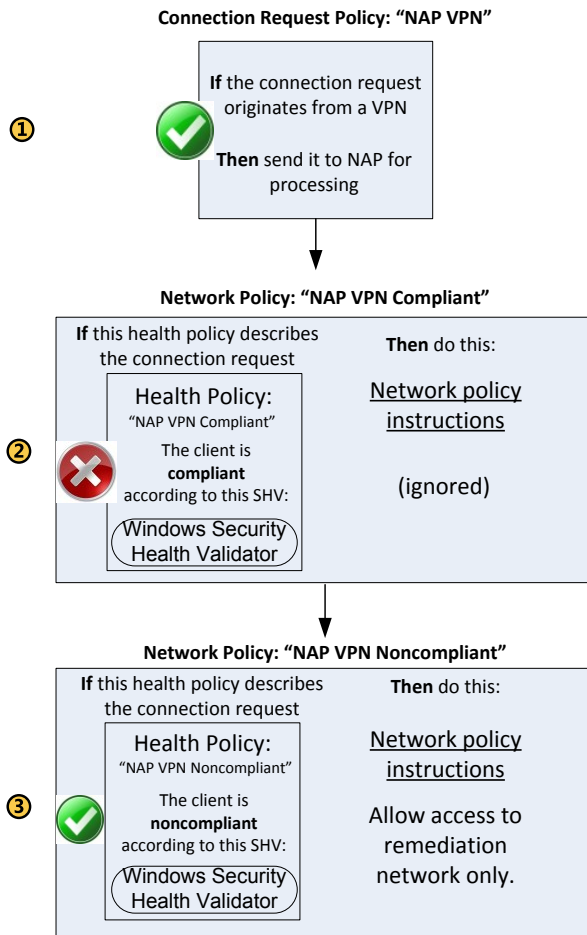 Connection Request Policy: “NAP VPN”
①
If the connection request
originates from a VPN
Then send it to NAP for
processing
Network Policy: “NAP VPN Compliant”
②
If this health policy describes
the connection request
Health Policy:
“NAP VPN Compliant”
The client is
compliant
according to this SHV:
Windows Security
Health Validator
Then do this:
Network policy
instructions
(ignored)
Network Policy: “NAP VPN Noncompliant”
③
If this health policy describes
the connection request
Health Policy:
“NAP VPN Noncompliant”
The client is
noncompliant
according to this SHV:
Windows Security
Health Validator
Then do this:
Network policy
instructions
Allow access to
remediation
network only.